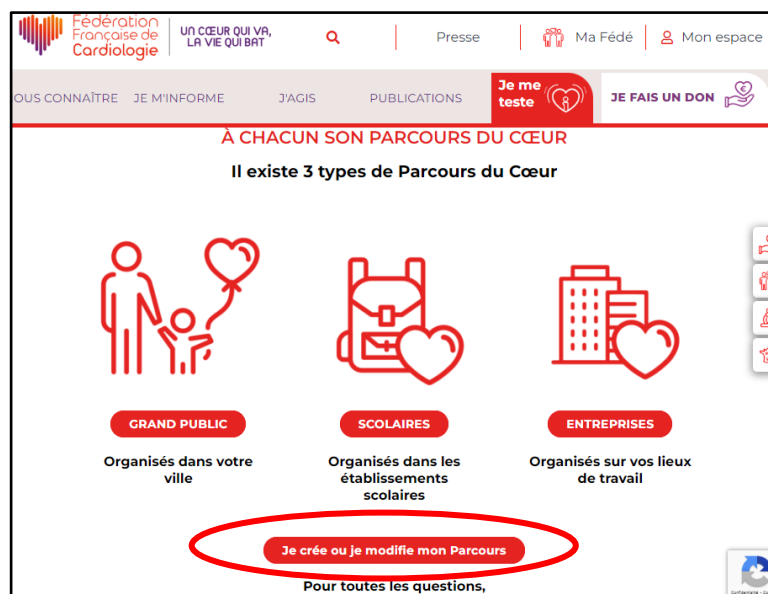 Fédération
Française de
Cardiologie
UN CŒUR QUI VA,
LA VIE QUI BAT
Presse
Ma Fédé
Mon espace
OUS CONNAÎTRE
JE M'INFORME
J'AGIS
PUBLICATIONS
Je me
teste
JE FAIS UN DON
À CHACUN SON PARCOURS DU CŒUR
Il existe 3 types de Parcours du Cœur
GRAND PUBLIC
SCOLAIRES
ENTREPRISES
Organisés dans votre
ville
Organisés dans les
établissements
scolaires
Organisés sur vos lieux
de travail
Je crée ou je modifie mon Parcours
Pour toutes les questions,